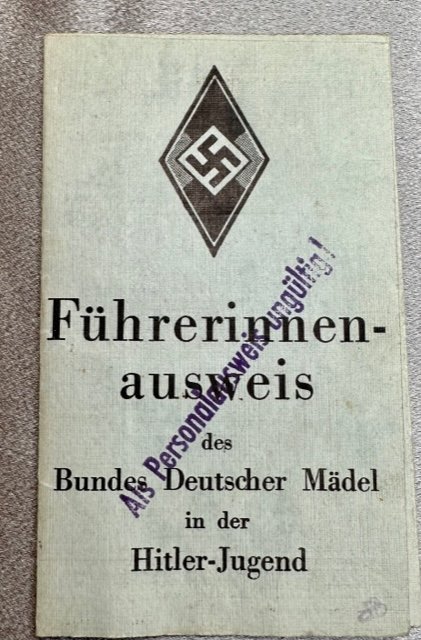 Führerinnen-
ausweis
des
Bundes Deutscher Mädel
in der
Hitler-Jugend
Als Personalausweis ungültig!